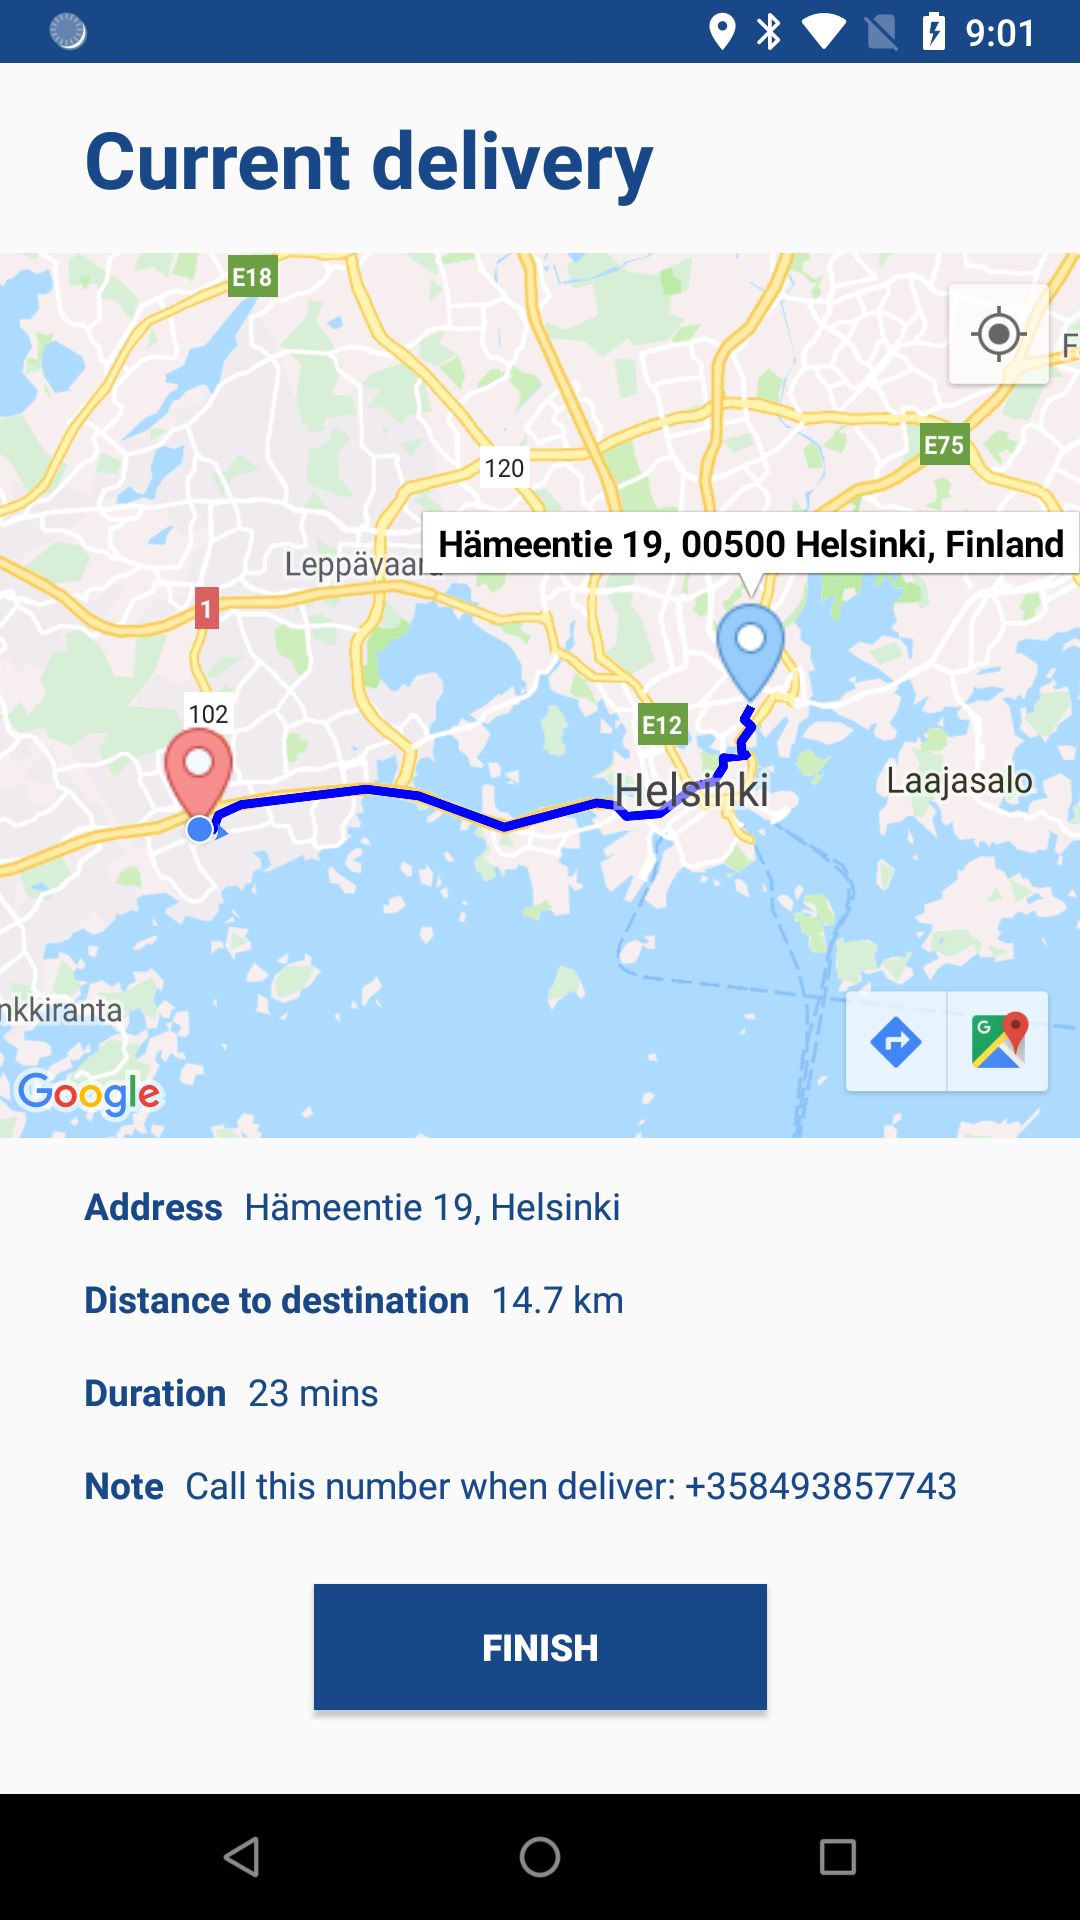 9:01
Current delivery
E18
F
E75
120
Hämeentie 19, 00500 Helsinki, Finland
Leppävaara
1
102
E12
Helsinki
Laajasalo
nkkiranta
G
Google
Address Hämeentie 19, Helsinki
Distance to destination 14.7 km
Duration 23 mins
Note Call this number when deliver: +358493857743
FINISH